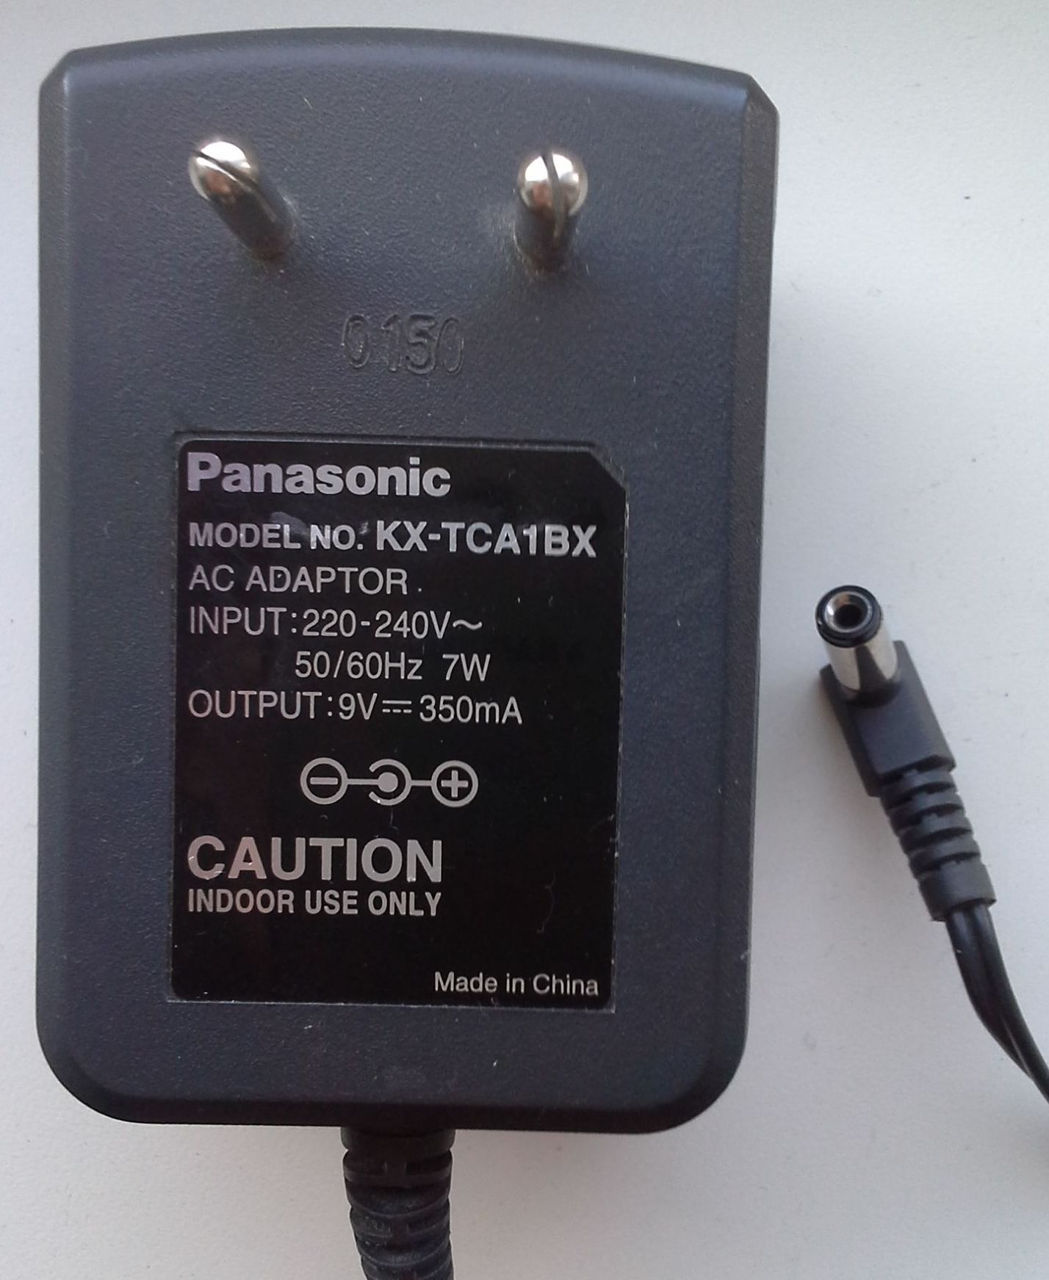 0150
Panasonic
MODEL NO. KX-TCA1BX
AC ADAPTOR
INPUT:220-240V~
50/60Hz 7W
OUTPUT:9V⎓350mA
CAUTION
INDOOR USE ONLY
Made in China